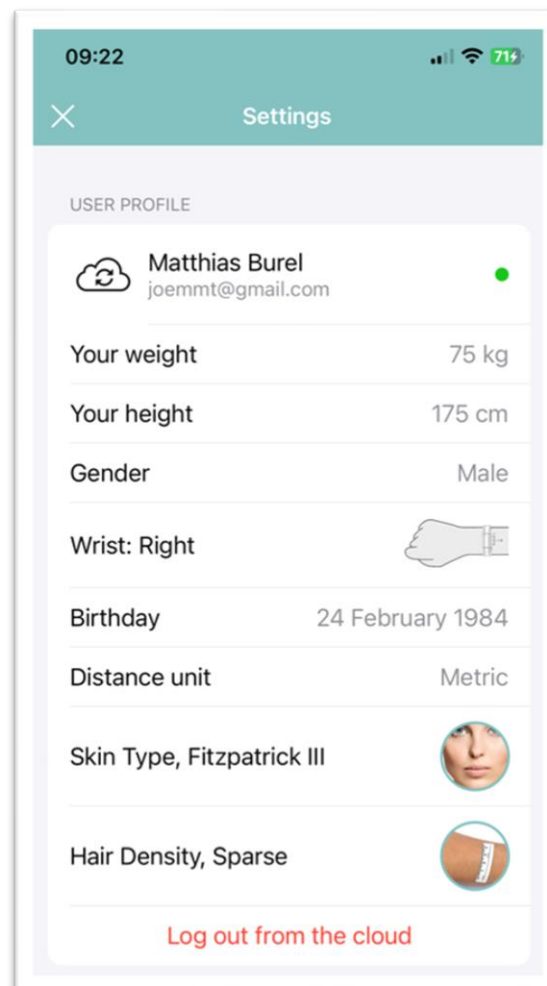 09:22
71
Settings
USER PROFILE
Matthias Burel
joemmt@gmail.com
Your weight 75 kg
Your height 175 cm
Gender Male
Wrist: Right
Birthday 24 February 1984
Distance unit Metric
Skin Type, Fitzpatrick III
Hair Density, Sparse
Log out from the cloud